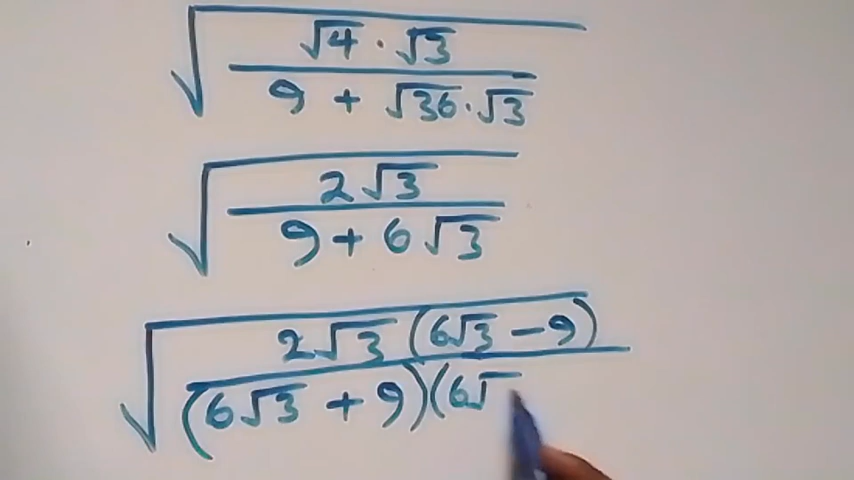 √(√4 · √3
9 + √36 · √3)
√(2√3
9 + 6√3)
√(2√3 (6√3 − 9)
(6√3 + 9)(6√